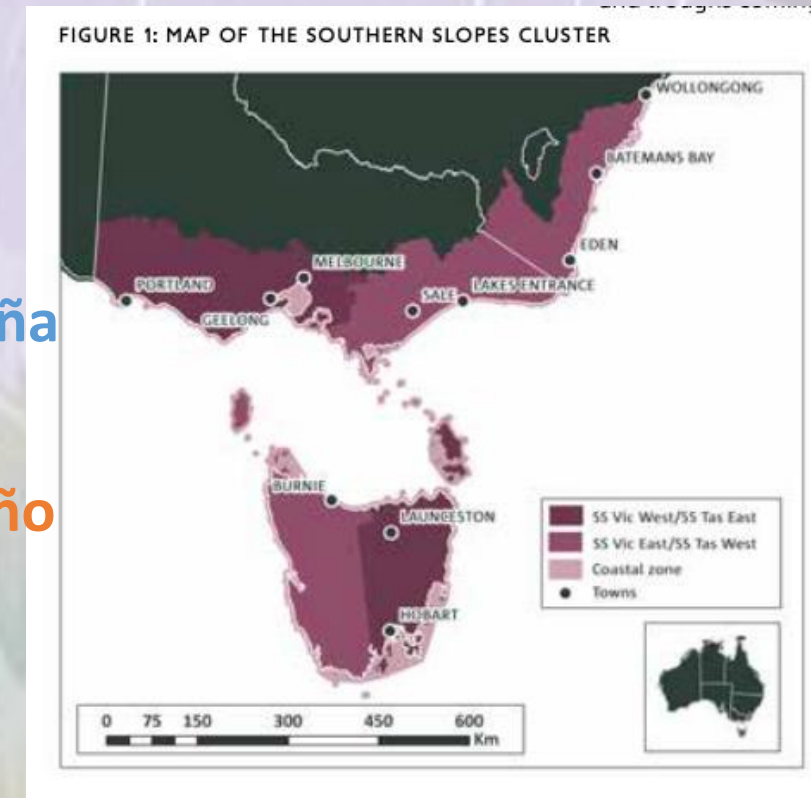 FIGURE 1: MAP OF THE SOUTHERN SLOPES CLUSTER
WOLLONGONG
BATEMANS BAY
EDEN
MELBOURNE
PORTLAND
LAKES ENTRANCE
SALE
GEELONG
ña
BURNIE
ño
LAUNCESTON
SS Vic West/SS Tas East
SS Vic East/SS Tas West
Coastal zone
Towns
HOBART
0 75 150 300 450 600
Km